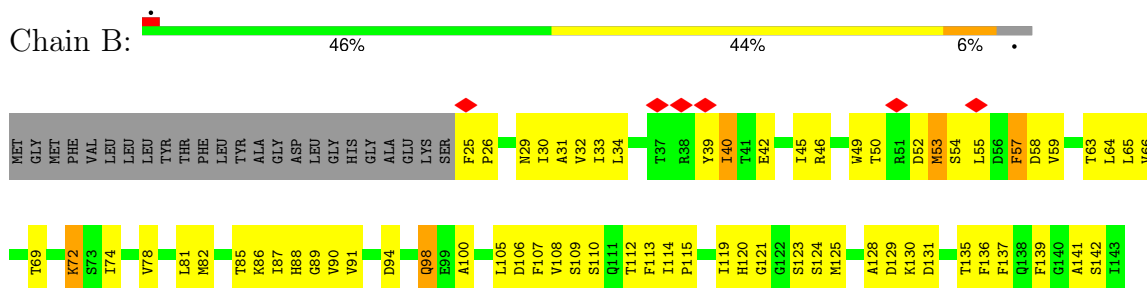 Chain B:
46% 44% 6%
MET GLY MET PHE VAL LEU LEU LEU TYR THR PHE LEU TYR ALA GLY ASP LEU GLY HIS GLY ALA GLU LYS SER F25 P26 N29 I30 A31 V32 I33 L34 T37 R38 Y39 I40 T41 E42 I45 R46 W49 T50 R51 D52 M53 S54 L55 D56 F57 D58 V59 T63 L64 L65 V66
T69 K72 S73 I74 V78 L81 M82 T85 K86 I87 H88 G89 V90 V91 D94 Q98 E99 A100 L105 D106 F107 V108 S109 S110 Q111 T112 F113 I114 P115 I119 H120 G121 G122 S123 S124 M125 A128 D129 K130 D131 T135 F136 F137 Q138 F139 G140 A141 S142 I143